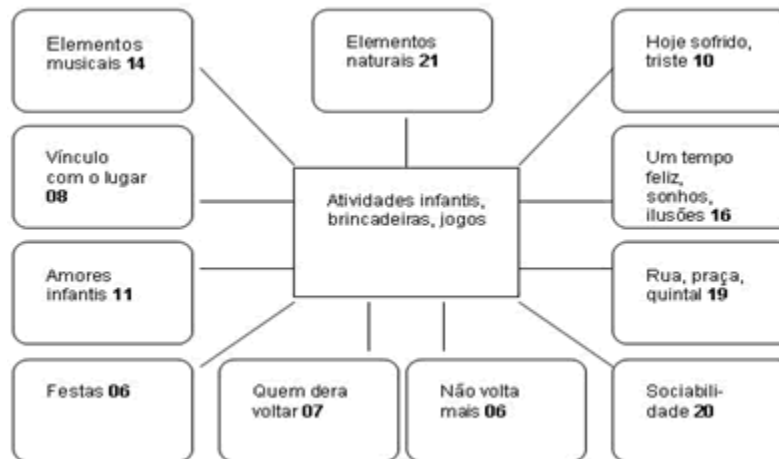 Elementos
musicais 14
Elementos
naturais 21
Hoje sofrido,
triste 10
Vínculo
com o lugar
08
Atividades infantis,
brincadeiras, jogos
Um tempo
feliz,
sonhos,
ilusões 16
Amores
infantis 11
Rua, praça,
quintal 19
Festas 06
Quem dera
voltar 07
Não volta
mais 06
Sociabili-
dade 20